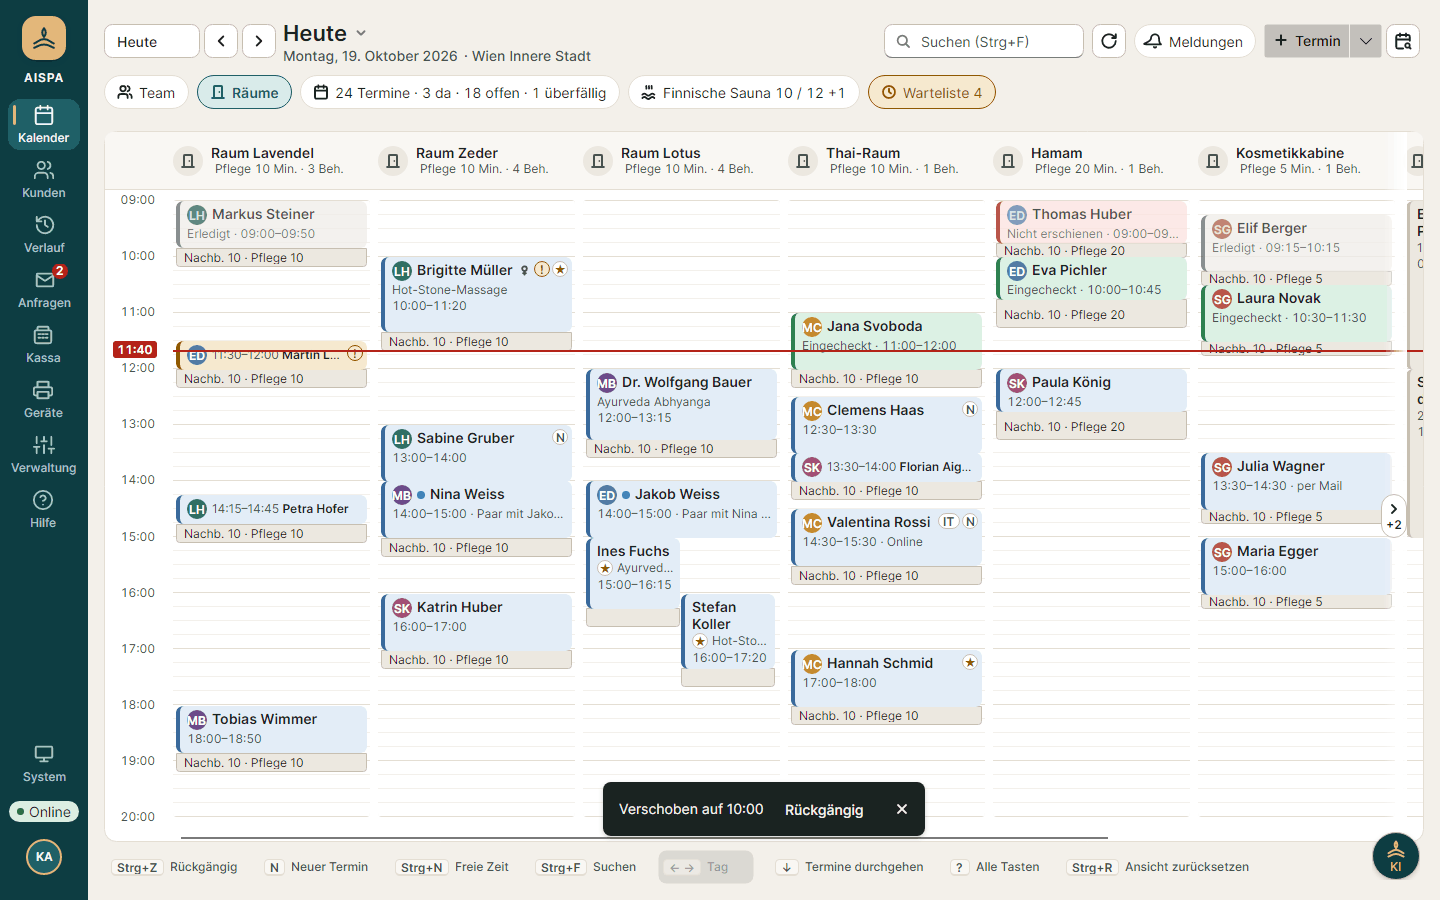 AISPA
Kalender
Kunden
Verlauf
2
Anfragen
Kassa
Geräte
Verwaltung
Hilfe
System
Online
KA
Heute
Heute
Montag, 19. Oktober 2026 · Wien Innere Stadt
Suchen (Strg+F)
Meldungen
+ Termin
Team
Räume
24 Termine · 3 da · 18 offen · 1 überfällig
Finnische Sauna 10 / 12 +1
Warteliste 4
Raum Lavendel
Pflege 10 Min. · 3 Beh.
Raum Zeder
Pflege 10 Min. · 4 Beh.
Raum Lotus
Pflege 10 Min. · 4 Beh.
Thai-Raum
Pflege 10 Min. · 1 Beh.
Hamam
Pflege 20 Min. · 1 Beh.
Kosmetikkabine
Pflege 5 Min. · 1 Beh.
09:00
10:00
11:00
11:40
12:00
13:00
14:00
15:00
16:00
17:00
18:00
19:00
20:00
LH Markus Steiner
Erledigt · 09:00–09:50
Nachb. 10 · Pflege 10
ED 11:30–12:00 Martin L...
Nachb. 10 · Pflege 10
LH 14:15–14:45 Petra Hofer
Nachb. 10 · Pflege 10
MB Tobias Wimmer
18:00–18:50
Nachb. 10 · Pflege 10
LH Brigitte Müller
Hot-Stone-Massage
10:00–11:20
Nachb. 10 · Pflege 10
LH Sabine Gruber N
13:00–14:00
MB Nina Weiss
14:00–15:00 · Paar mit Jako...
Nachb. 10 · Pflege 10
SK Katrin Huber
16:00–17:00
Nachb. 10 · Pflege 10
MB Dr. Wolfgang Bauer
Ayurveda Abhyanga
12:00–13:15
Nachb. 10 · Pflege 10
ED Jakob Weiss
14:00–15:00 · Paar mit Nina ...
Ines Fuchs
Ayurved...
15:00–16:15
Stefan
Koller
Hot-Sto...
16:00–17:20
MC Jana Svoboda
Eingecheckt · 11:00–12:00
Nachb. 10 · Pflege 10
MC Clemens Haas N
12:30–13:30
SK 13:30–14:00 Florian Aig...
Nachb. 10 · Pflege 10
MC Valentina Rossi IT N
14:30–15:30 · Online
Nachb. 10 · Pflege 10
MC Hannah Schmid
17:00–18:00
Nachb. 10 · Pflege 10
ED Thomas Huber
Nicht erschienen · 09:00–09...
Nachb. 10 · Pflege 20
ED Eva Pichler
Eingecheckt · 10:00–10:45
Nachb. 10 · Pflege 20
SK Paula König
12:00–12:45
Nachb. 10 · Pflege 20
SG Elif Berger
Erledigt · 09:15–10:15
Nachb. 10 · Pflege 5
SG Laura Novak
Eingecheckt · 10:30–11:30
Nachb. 10 · Pflege 5
SG Julia Wagner
13:30–14:30 · per Mail
Nachb. 10 · Pflege 5
SG Maria Egger
15:00–16:00
Nachb. 10 · Pflege 5
+2
Verschoben auf 10:00 Rückgängig
Strg+Z Rückgängig
N Neuer Termin
Strg+N Freie Zeit
Strg+F Suchen
← → Tag
↓ Termine durchgehen
? Alle Tasten
Strg+R Ansicht zurücksetzen
KI